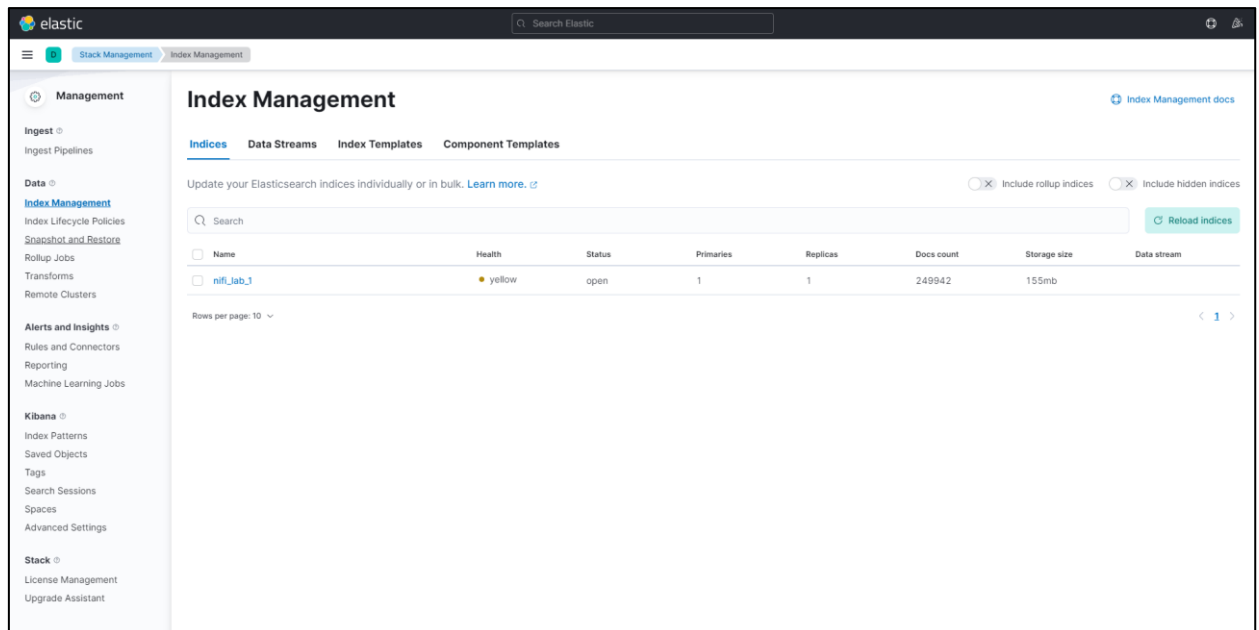 elastic
Search Elastic
D
Stack Management
Index Management
Management
Ingest
Ingest Pipelines
Data
Index Management
Index Lifecycle Policies
Snapshot and Restore
Rollup Jobs
Transforms
Remote Clusters
Alerts and Insights
Rules and Connectors
Reporting
Machine Learning Jobs
Kibana
Index Patterns
Saved Objects
Tags
Search Sessions
Spaces
Advanced Settings
Stack
License Management
Upgrade Assistant
Index Management
Index Management docs
Indices Data Streams Index Templates Component Templates
Update your Elasticsearch indices individually or in bulk. Learn more.
Include rollup indices Include hidden indices
Search
Reload indices
Name Health Status Primaries Replicas Docs count Storage size Data stream
nifi_lab_1 yellow open 1 1 249942 155mb
Rows per page: 10
< 1 >